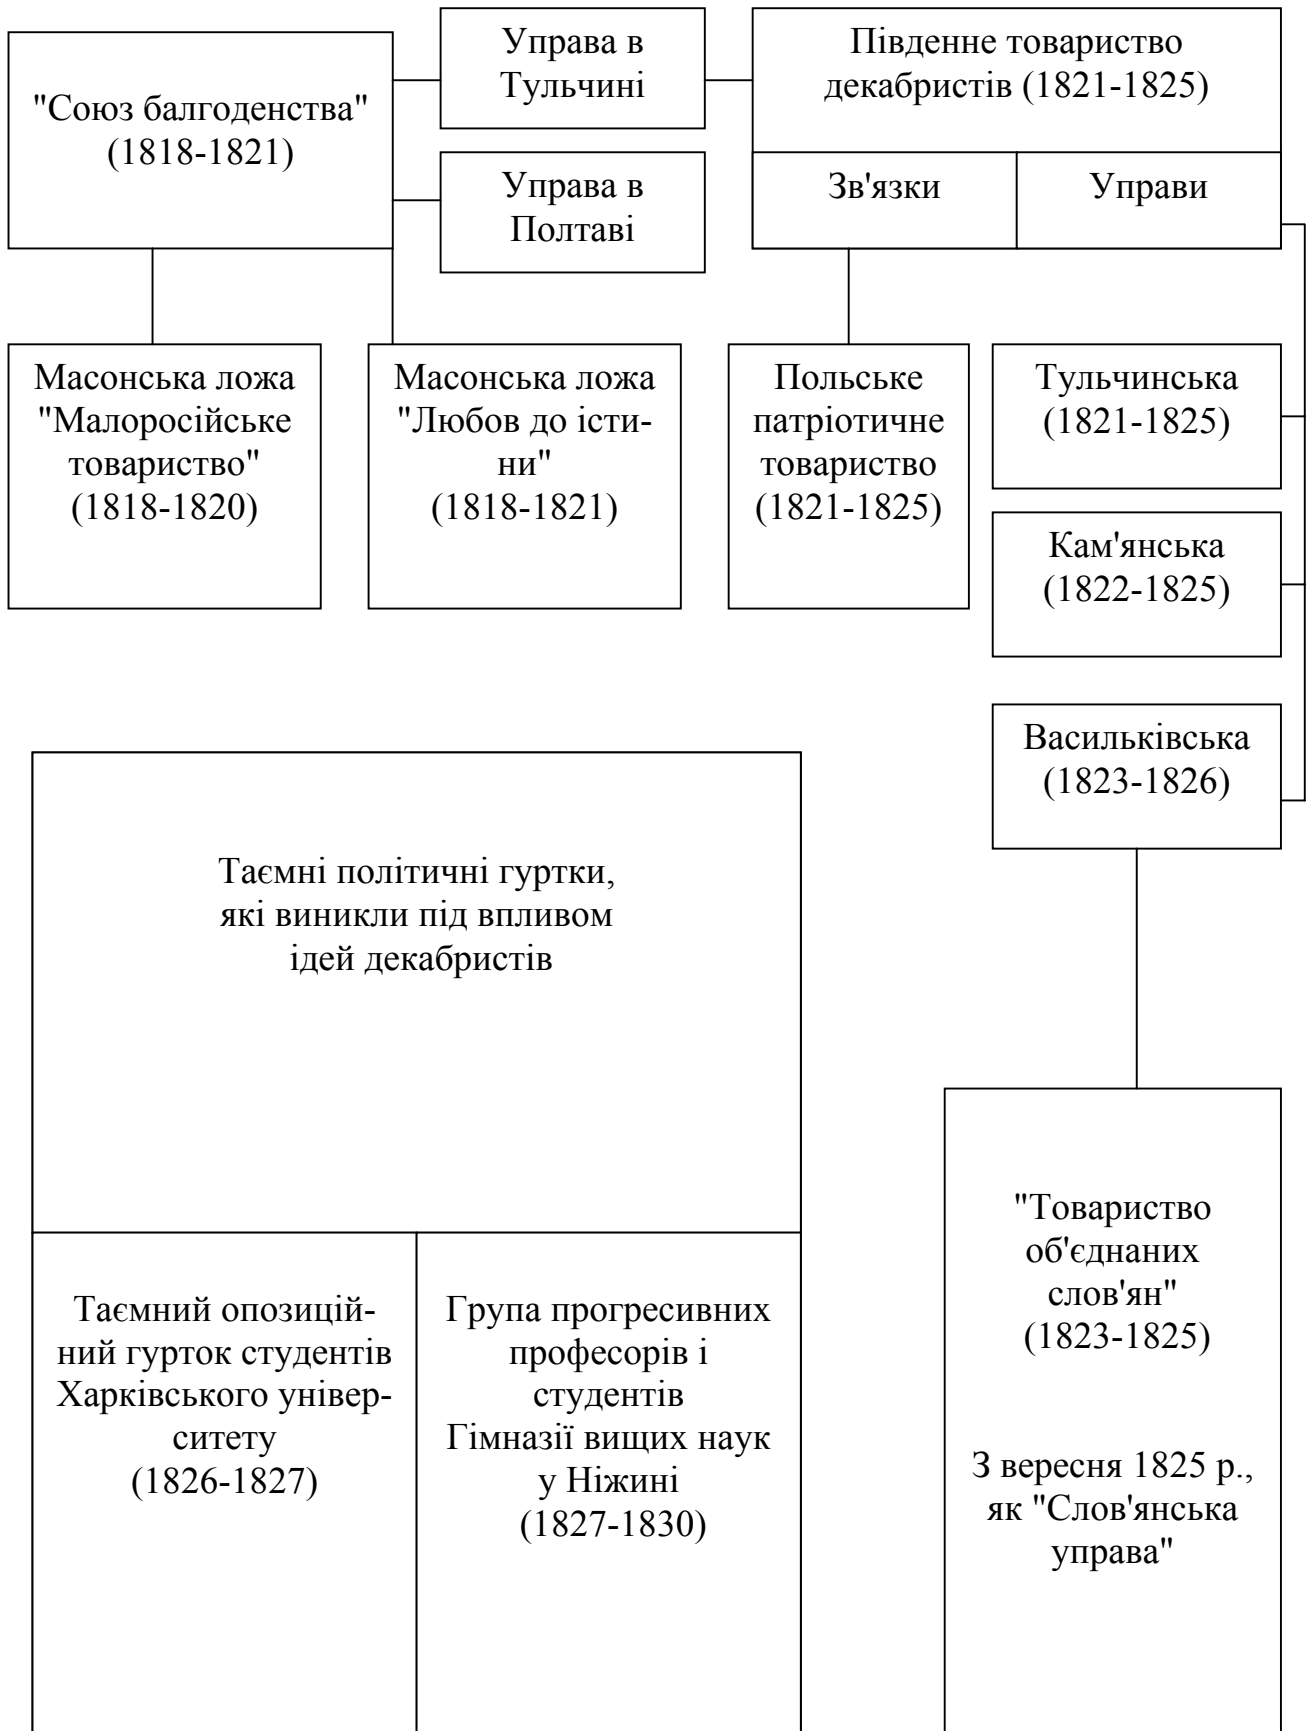 "Союз балгоденства"
(1818-1821)
Управа в
Тульчині
Управа в
Полтаві
Південне товариство
декабристів (1821-1825)
Зв'язки
Управи
Масонська ложа
"Малоросійське
товариство"
(1818-1820)
Масонська ложа
"Любов до істи-
ни"
(1818-1821)
Польське
патріотичне
товариство
(1821-1825)
Тульчинська
(1821-1825)
Кам'янська
(1822-1825)
Васильківська
(1823-1826)
Таємні політичні гуртки,
які виникли під впливом
ідей декабристів
Таємний опозицій-
ний гурток студентів
Харківського універ-
ситету
(1826-1827)
Група прогресивних
професорів і
студентів
Гімназії вищих наук
у Ніжині
(1827-1830)
"Товариство
об'єднаних
слов'ян"
(1823-1825)
З вересня 1825 р.,
як "Слов'янська
управа"